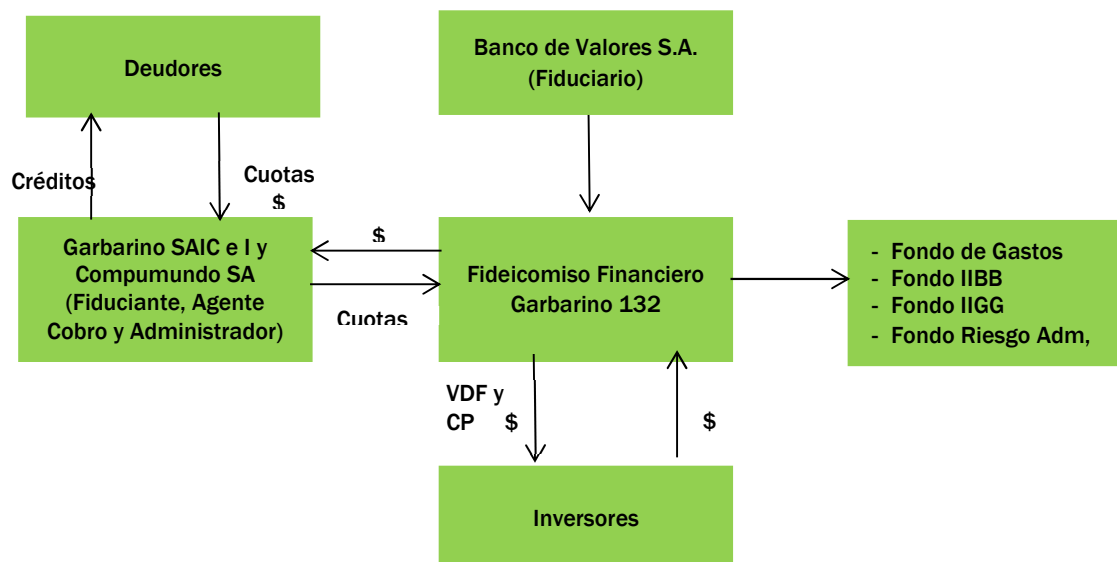 Deudores
Banco de Valores S.A.
(Fiduciario)
Créditos
Cuotas
$
Garbarino SAIC e I y
Compumundo SA
(Fiduciante, Agente
Cobro y Administrador)
$
Cuotas
Fideicomiso Financiero
Garbarino 132
- Fondo de Gastos
- Fondo IIBB
- Fondo IIGG
- Fondo Riesgo Adm,
VDF y
CP $
$
Inversores